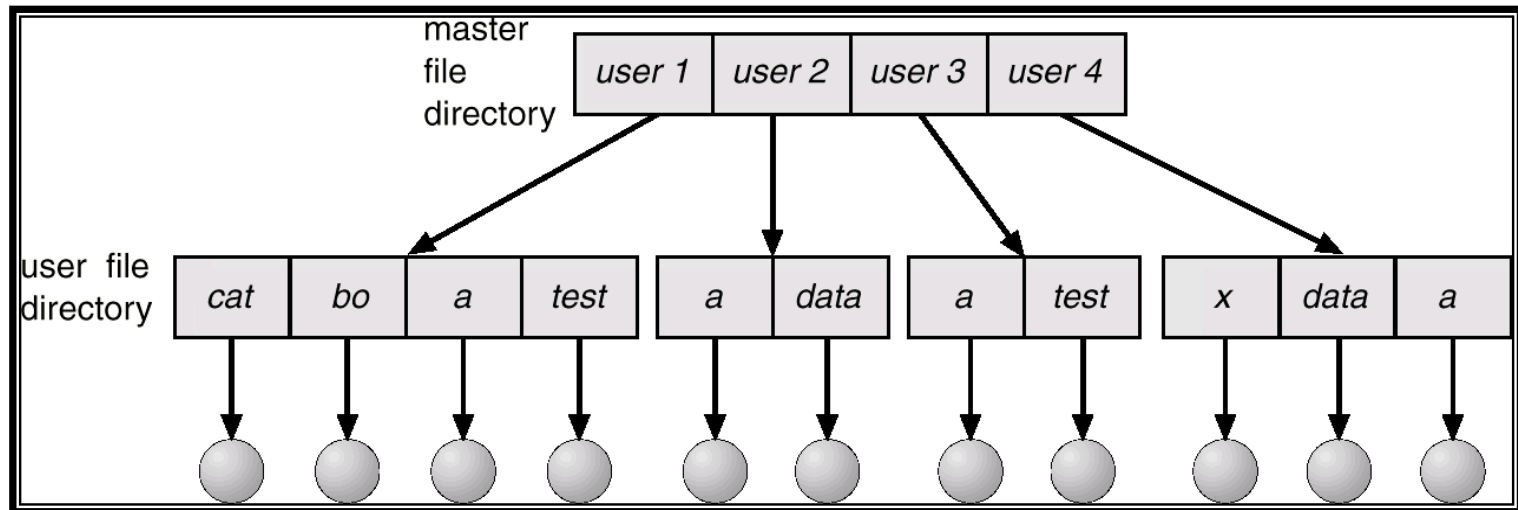 master
file
directory
user 1 user 2 user 3 user 4
user file
directory
cat bo a test a data a test x data a